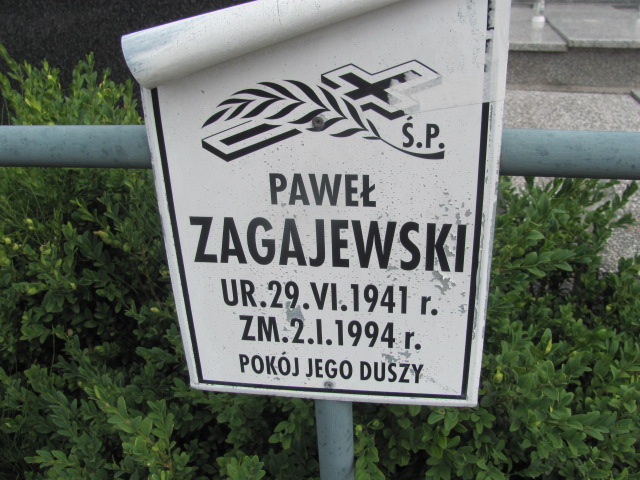 Ś.P.
PAWEŁ
ZAGAJEWSKI
UR.29.VI.1941 r.
ZM.2.I.1994 r.
POKÓJ JEGO DUSZY